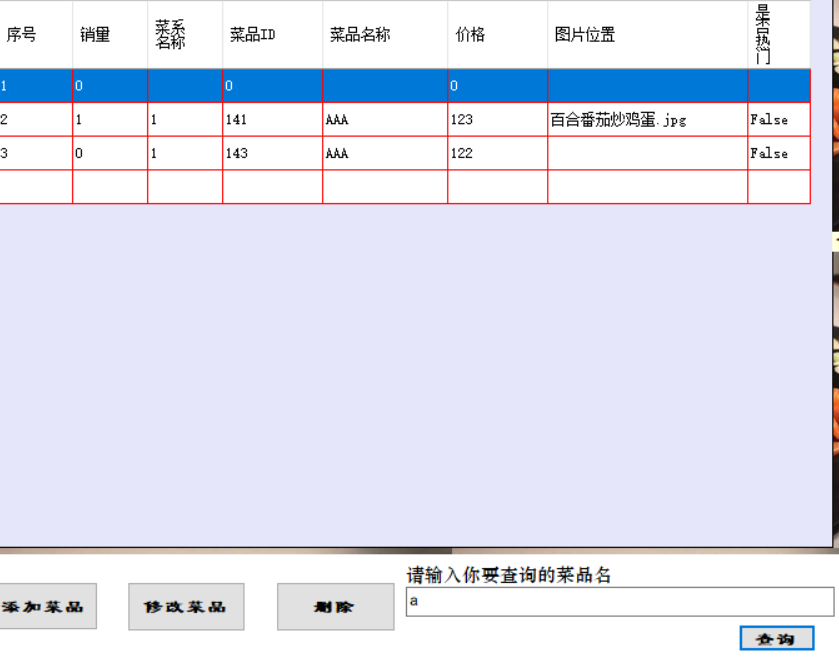 序号 销量 菜系名称 菜品ID 菜品名称 价格 图片位置 是否热门
1 0 0 0
2 1 1 141 AAA 123 百合番茄炒鸡蛋.jpg False
3 0 1 143 AAA 122 False
请输入你要查询的菜品名
添加菜品 修改菜品 删除 a
查询